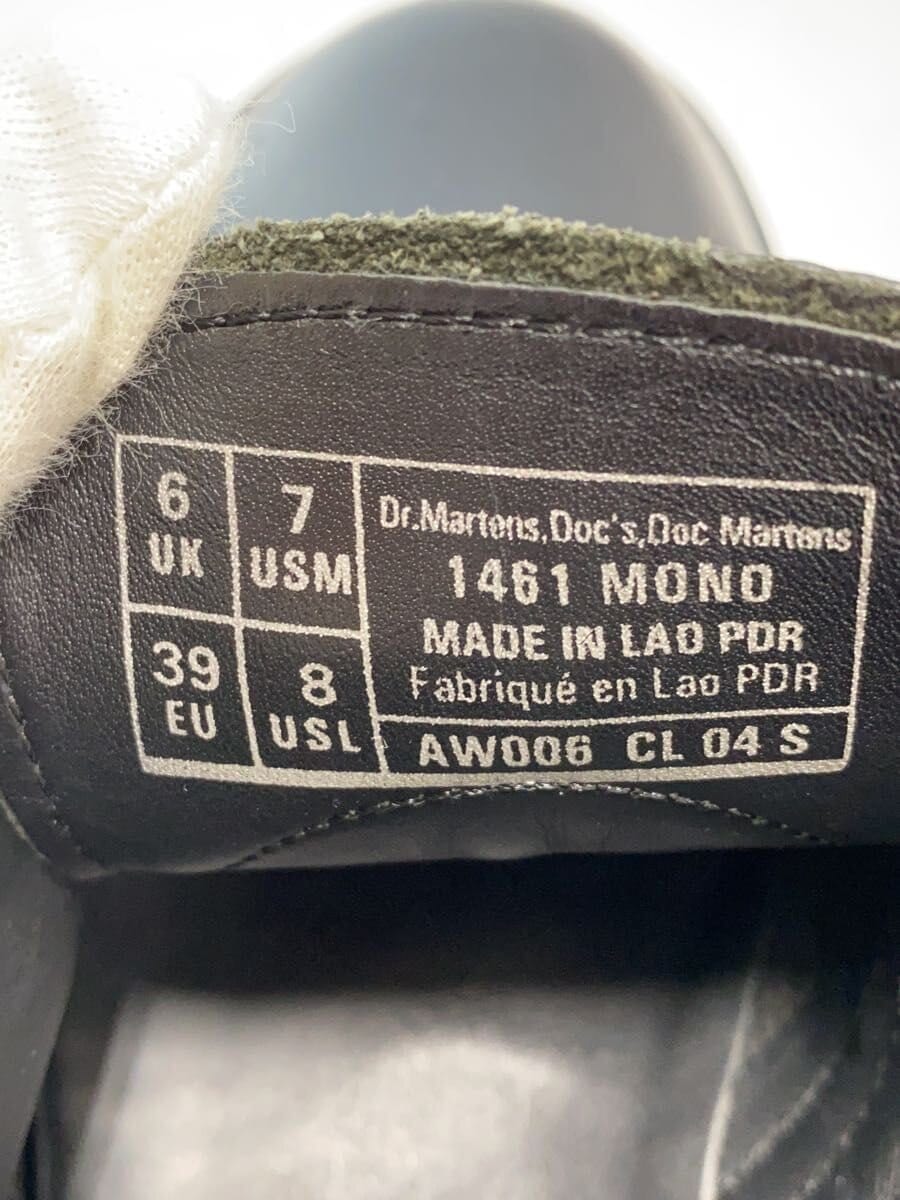 6
UK
7
USM
39
EU
8
USL
Dr.Martens,Doc's,Doc Martens
1461 MONO
MADE IN LAO PDR
Fabriqué en Lao PDR
AW006 CL 04 S